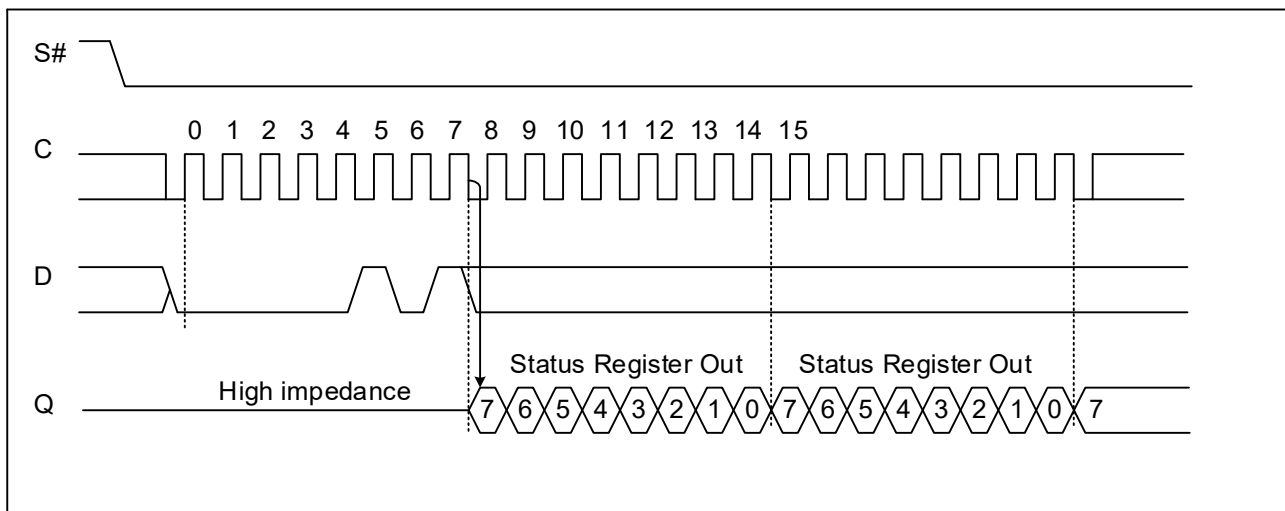 S#
0 1 2 3 4 5 6 7 8 9 10 11 12 13 14 15
C
D
Status Register Out Status Register Out
High impedance
Q 7 6 5 4 3 2 1 0 7 6 5 4 3 2 1 0 7